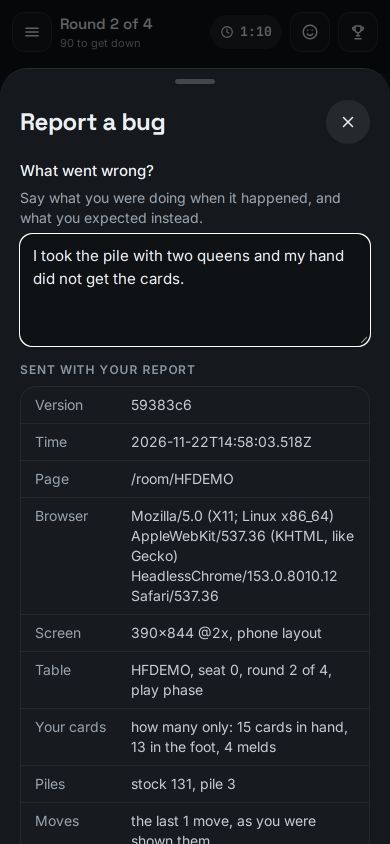 Round 2 of 4
90 to get down
1:10
Report a bug
What went wrong?
Say what you were doing when it happened, and
what you expected instead.
I took the pile with two queens and my hand
did not get the cards.
SENT WITH YOUR REPORT
Version 59383c6
Time 2026-11-22T14:58:03.518Z
Page /room/HFDEMO
Browser Mozilla/5.0 (X11; Linux x86_64)
AppleWebKit/537.36 (KHTML, like
Gecko)
HeadlessChrome/153.0.8010.12
Safari/537.36
Screen 390×844 @2x, phone layout
Table HFDEMO, seat 0, round 2 of 4,
play phase
Your cards how many only: 15 cards in hand,
13 in the foot, 4 melds
Piles stock 131, pile 3
Moves the last 1 move, as you were
shown them